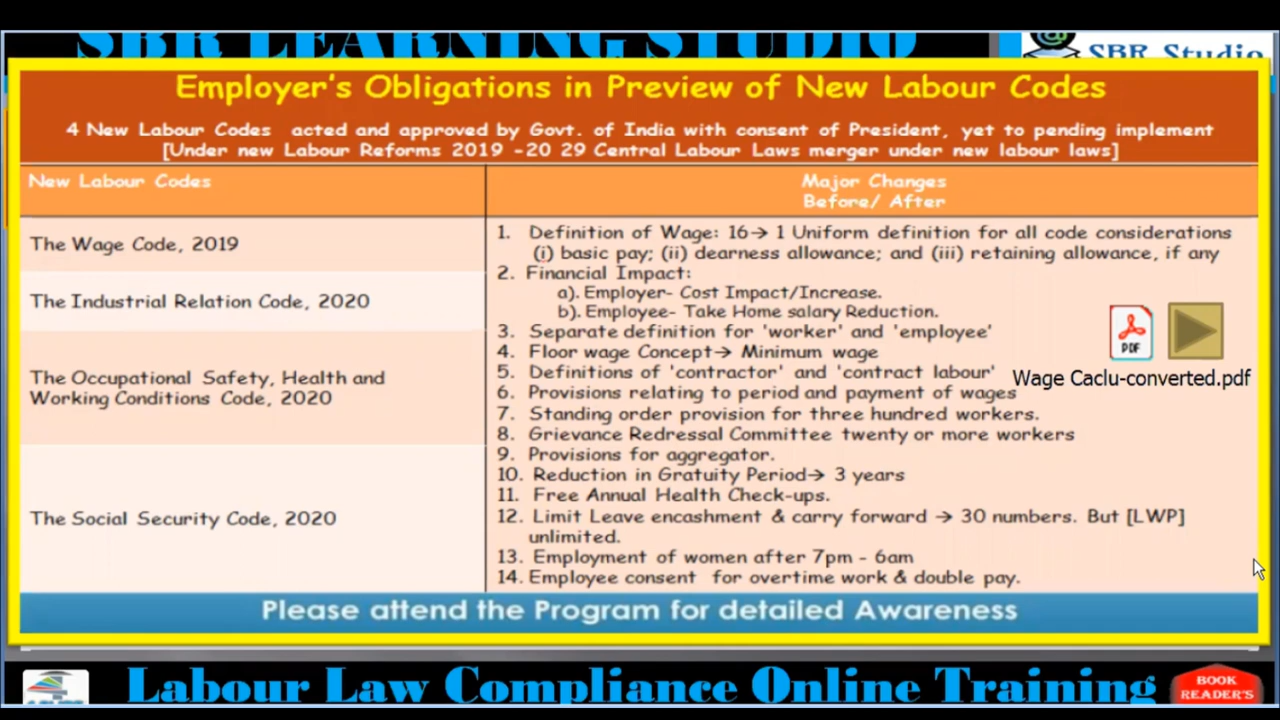 SBR LEARNING STUDIO
SBR Studio
Employer's Obligations in Preview of New Labour Codes
4 New Labour Codes acted and approved by Govt. of India with consent of President, yet to pending implement
[Under new Labour Reforms 2019 -20 29 Central Labour Laws merger under new labour laws]
New Labour Codes
Major Changes
Before/ After
The Wage Code, 2019
The Industrial Relation Code, 2020
The Occupational Safety, Health and
Working Conditions Code, 2020
The Social Security Code, 2020
1. Definition of Wage: 16→ 1 Uniform definition for all code considerations
(i) basic pay; (ii) dearness allowance; and (iii) retaining allowance, if any
2. Financial Impact:
a). Employer- Cost Impact/Increase.
b). Employee- Take Home salary Reduction.
3. Separate definition for 'worker' and 'employee'
4. Floor wage Concept→ Minimum wage
5. Definitions of 'contractor' and 'contract labour'
6. Provisions relating to period and payment of wages
7. Standing order provision for three hundred workers.
8. Grievance Redressal Committee twenty or more workers
9. Provisions for aggregator.
10. Reduction in Gratuity Period→ 3 years
11. Free Annual Health Check-ups.
12. Limit Leave encashment & carry forward → 30 numbers. But [LWP]
unlimited.
13. Employment of women after 7pm - 6am
14. Employee consent for overtime work & double pay.
PDF
Wage Caclu-converted.pdf
Please attend the Program for detailed Awareness
Labour Law Compliance Online Training
BOOK
READER'S